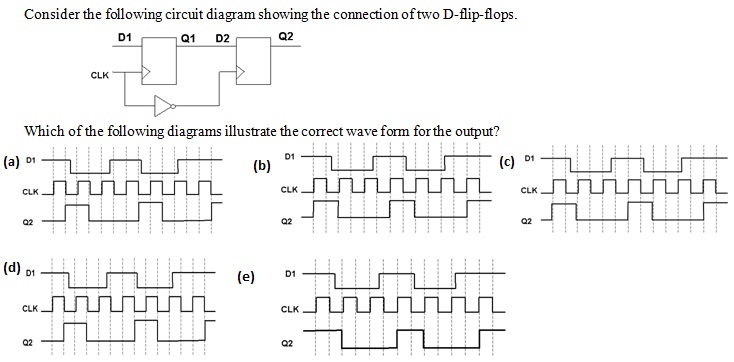 Consider the following circuit diagram showing the connection of two D-flip-flops.
D1 Q1 D2 Q2
CLK
Which of the following diagrams illustrate the correct wave form for the output?
(a) D1
CLK
Q2
(b) D1
CLK
Q2
(c) D1
CLK
Q2
(d) D1
CLK
Q2
(e) D1
CLK
Q2